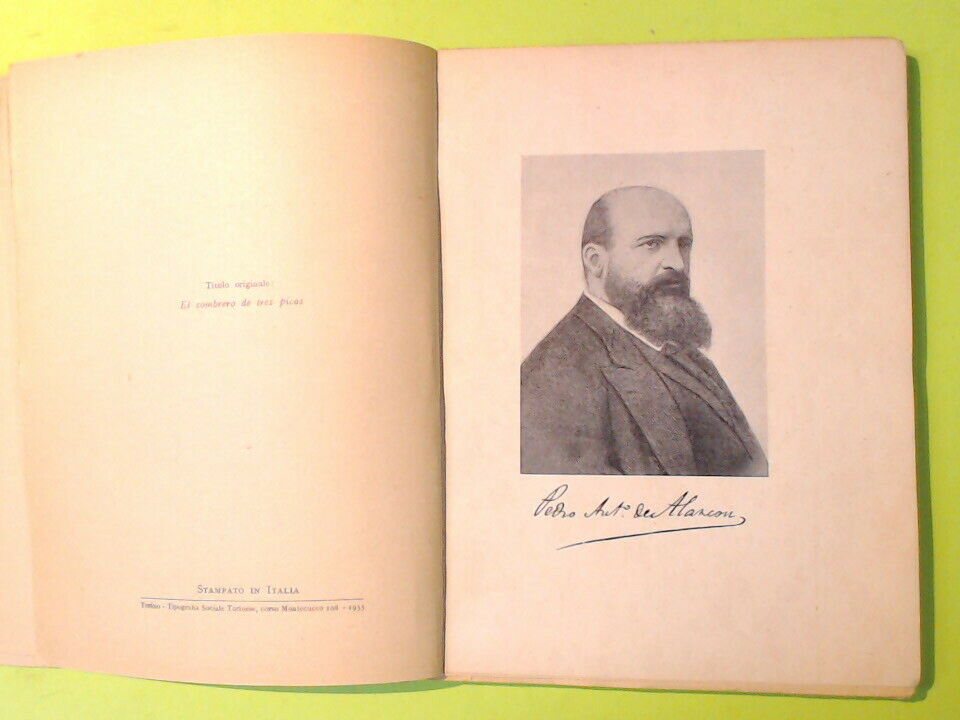 Titolo originale:
El sombrero de tres picos
STAMPATO IN ITALIA
Torino - Tipografia Sociale Torinese, corso Montecucco 108 - 1933
Pedro Ant.º de Alarcon